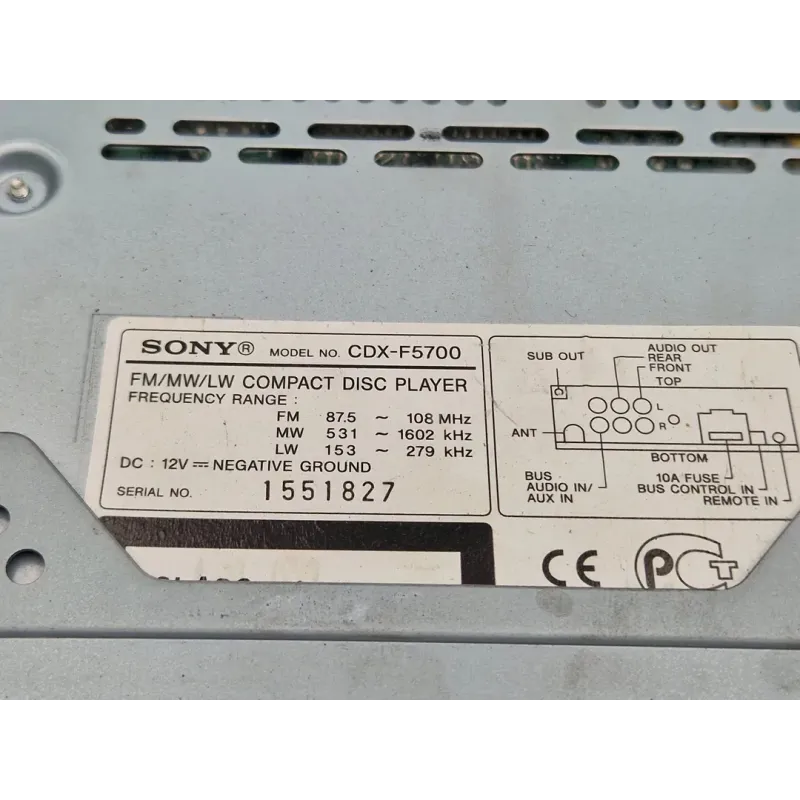 SONY® MODEL NO. CDX-F5700
FM/MW/LW COMPACT DISC PLAYER
FREQUENCY RANGE :
FM 87.5 ~ 108 MHz
MW 531 ~ 1602 kHz
LW 153 ~ 279 kHz
DC : 12V ⎓ NEGATIVE GROUND
SERIAL NO. 1551827
SUB OUT
AUDIO OUT
REAR
FRONT
TOP
L
R
ANT
BOTTOM
BUS
AUDIO IN/
AUX IN
10A FUSE
BUS CONTROL IN
REMOTE IN
CE